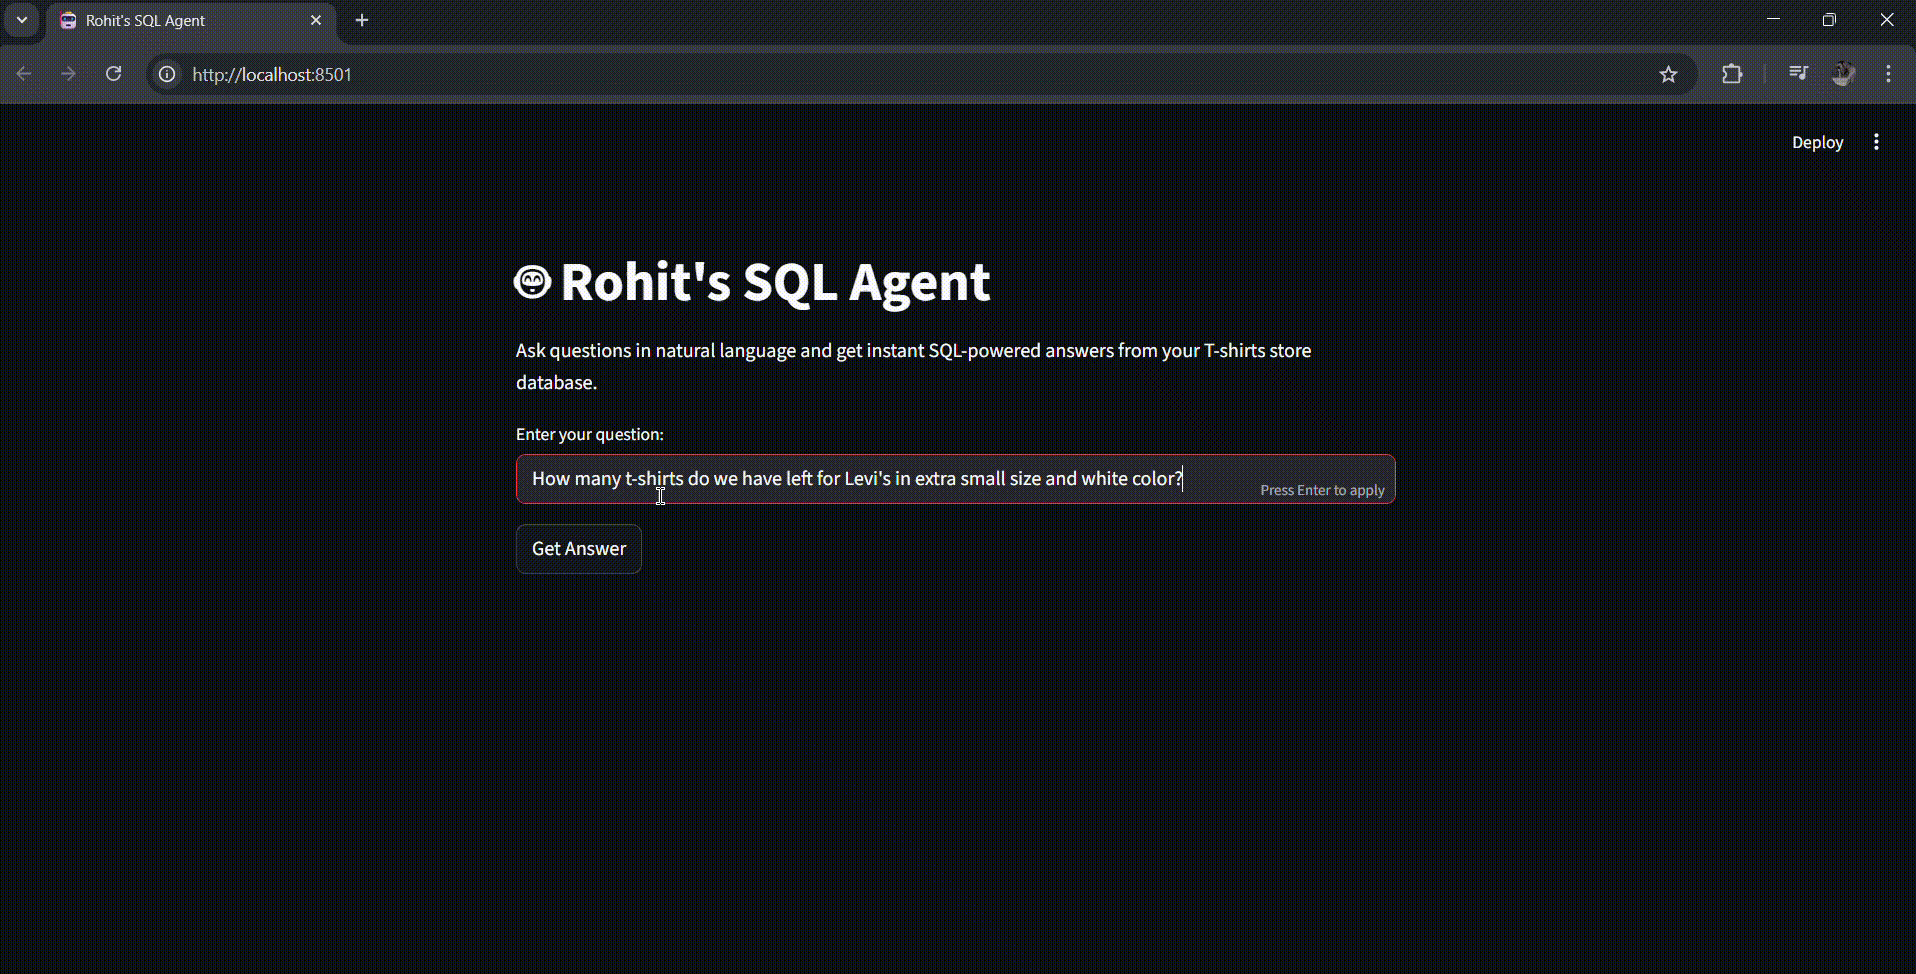 Rohit's SQL Agent
http://localhost:8501
Deploy
Rohit's SQL Agent
Ask questions in natural language and get instant SQL-powered answers from your T-shirts store
database.
Enter your question:
How many t-shirts do we have left for Levi's in extra small size and white color?
Press Enter to apply
Get Answer